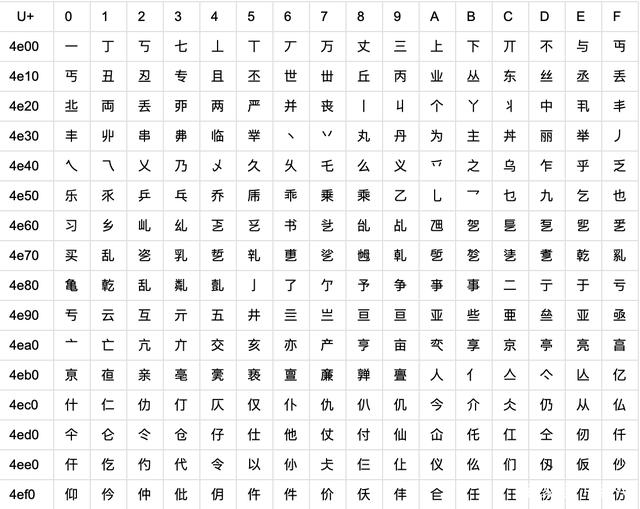 U+ 0 1 2 3 4 5 6 7 8 9 A B C D E F
4e00 一 丁 丂 七 丄 丅 丆 万 丈 三 上 下 丌 不 与 丏
4e10 丐 丑 丒 专 且 丕 世 丗 丘 丙 业 丛 东 丝 丞 丟
4e20 丠 両 丢 丣 两 严 并 丧 丨 丩 个 丫 丬 中 丮 丯
4e30 丰 丱 串 丳 临 丵 丶 丷 丸 丹 为 主 丼 丽 举 丿
4e40 乀 乁 乂 乃 乄 久 乆 乇 么 义 乊 之 乌 乍 乎 乏
4e50 乐 乑 乒 乓 乔 乕 乖 乗 乘 乙 乚 乛 乜 九 乞 也
4e60 习 乡 乢 乣 乤 乥 书 乧 乨 乩 乪 乫 乬 乭 乮 乯
4e70 买 乱 乲 乳 乴 乵 乶 乷 乸 乹 乺 乻 乼 乽 乾 乿
4e80 亀 亁 乱 亃 亄 亅 了 亇 予 争 亊 事 二 亍 于 亏
4e90 亐 云 互 亓 五 井 亖 亗 亘 亘 亚 些 亜 亝 亚 亟
4ea0 亠 亡 亢 亣 交 亥 亦 产 亨 亩 亪 享 京 亭 亮 亯
4eb0 亰 亱 亲 亳 亴 亵 亶 亷 亸 亹 人 亻 亼 亽 亾 亿
4ec0 什 仁 仂 仃 仄 仅 仆 仇 仈 仉 今 介 仌 仍 从 仏
4ed0 仐 仑 仒 仓 仔 仕 他 仗 付 仙 仚 仛 仜 仝 仞 仟
4ee0 仠 仡 仢 代 令 以 仦 仧 仨 仩 仪 仫 们 仭 仮 仯
4ef0 仰 仱 仲 仳 仴 仵 件 价 仸 仹 仺 任 仼 份 仾 仿